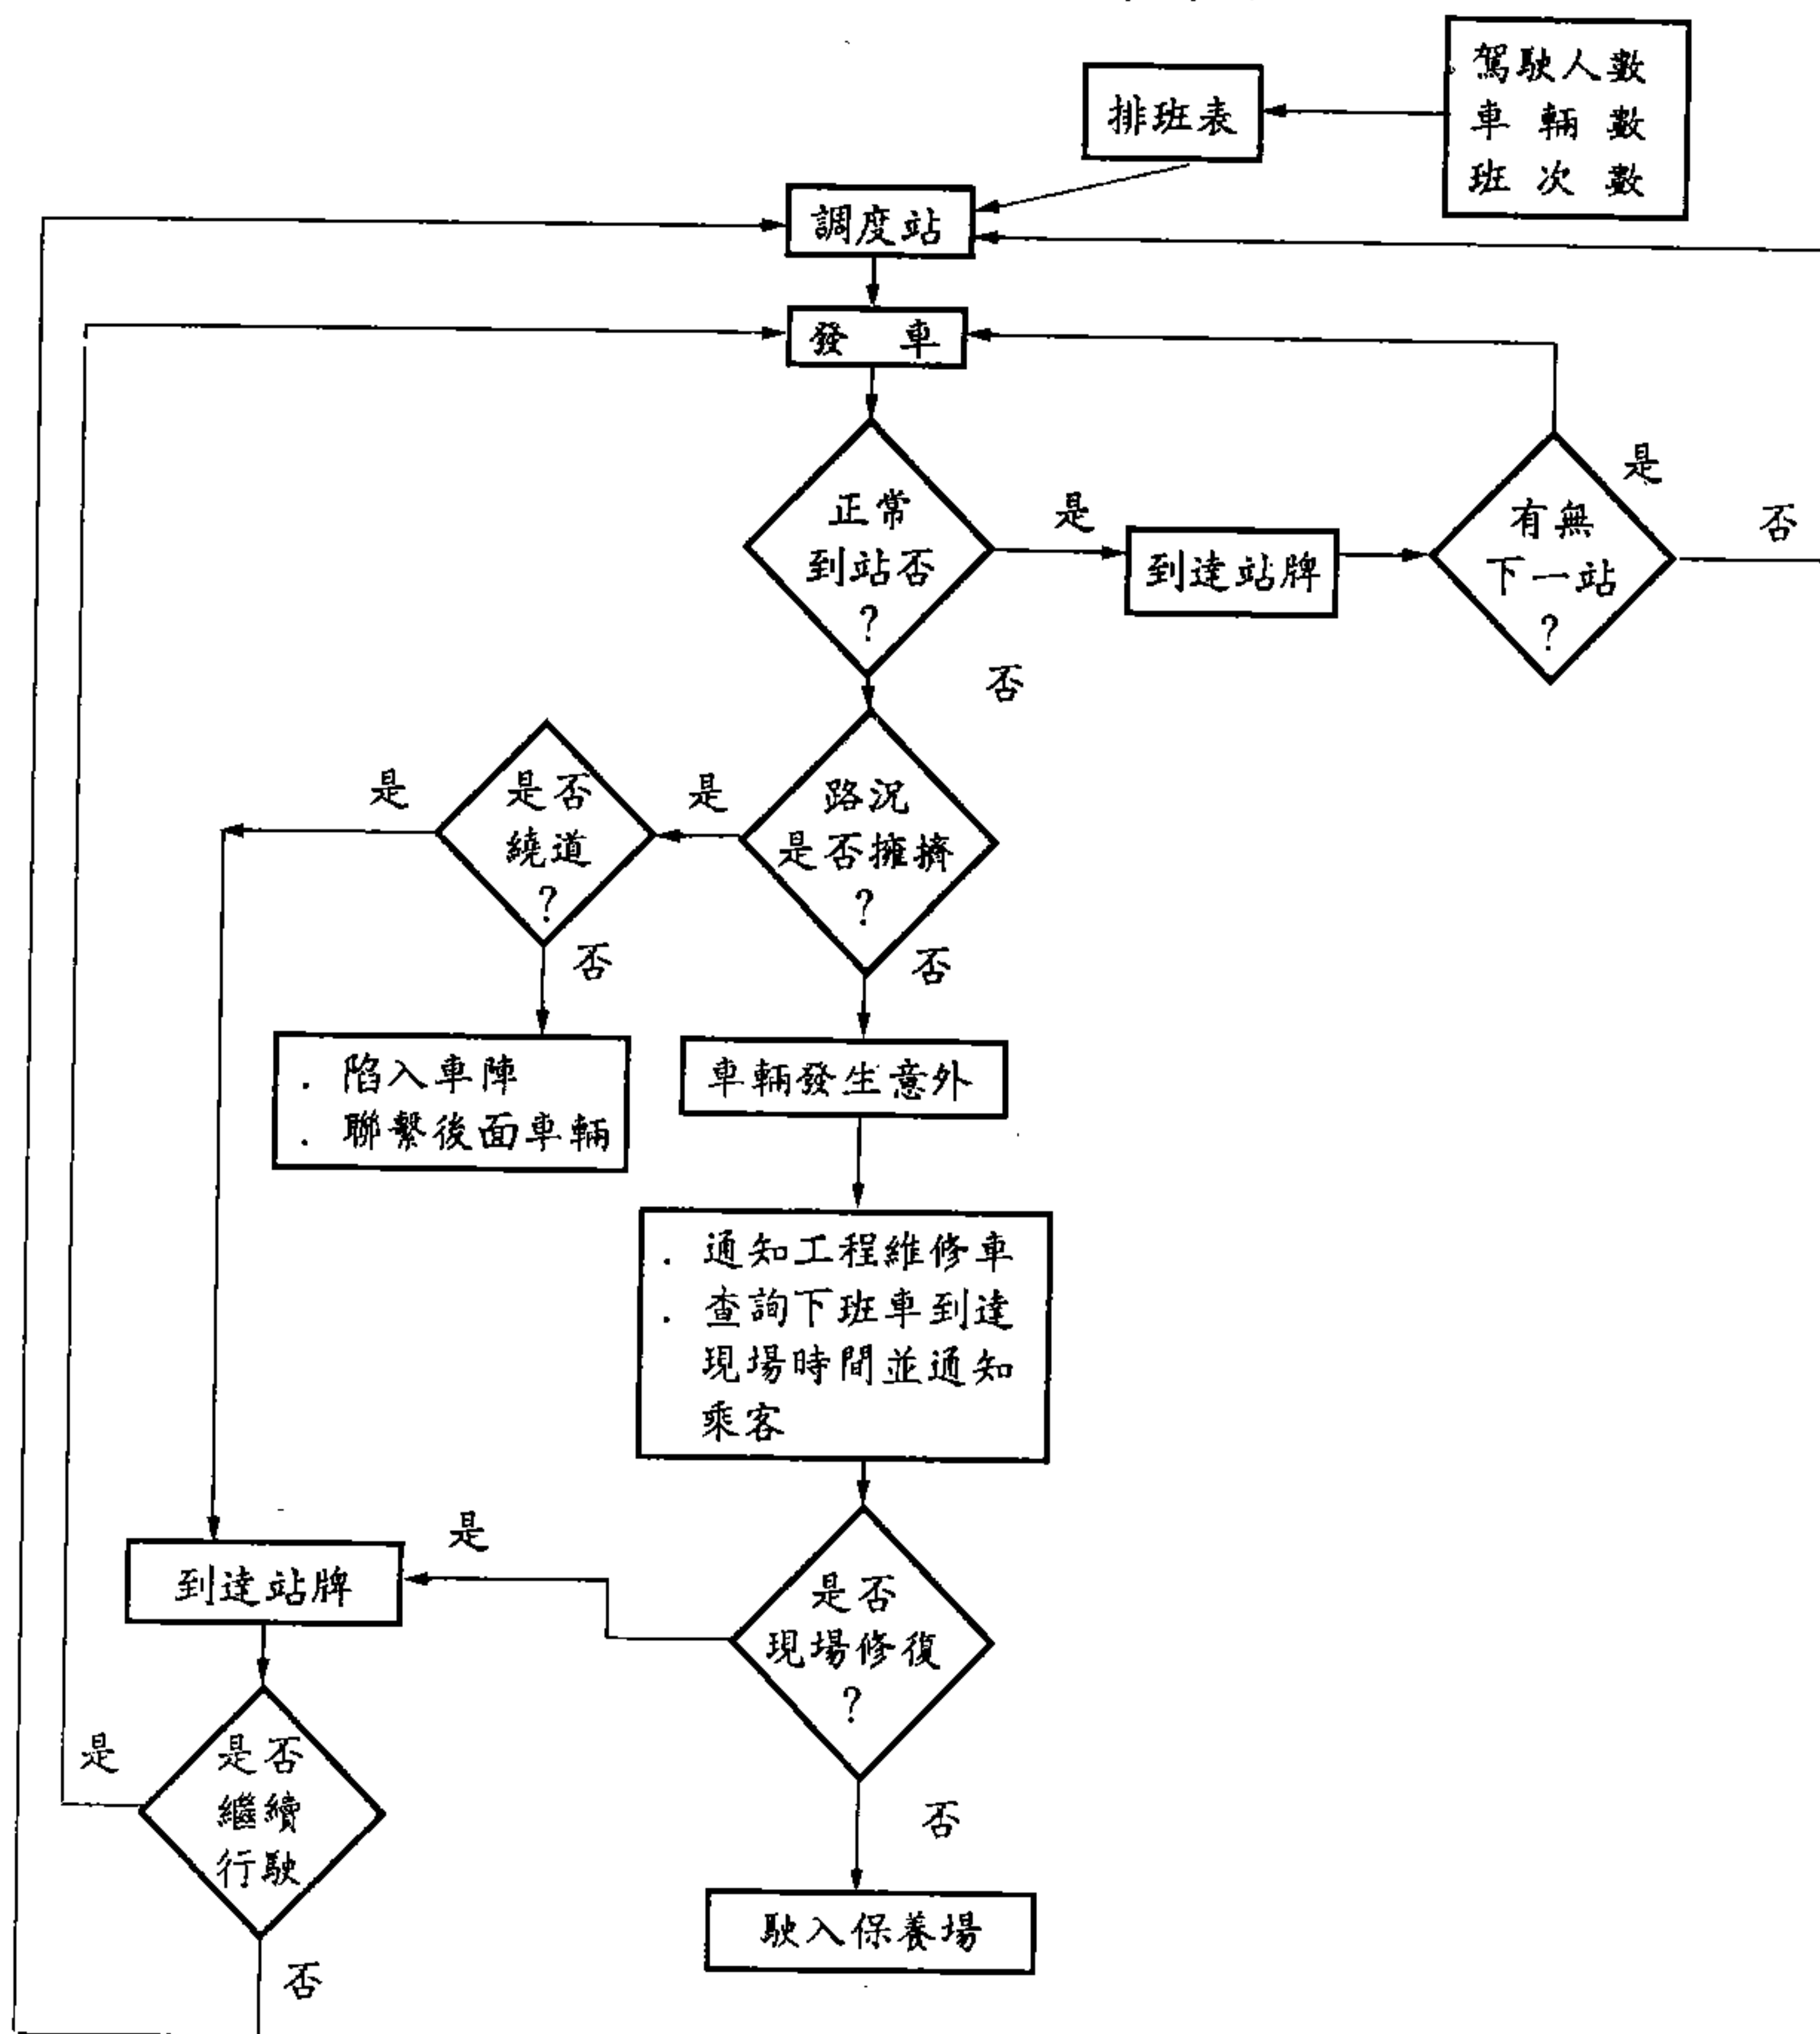 駕駛人數
車輛數
班次數
排班表
調度站
發 車
正常
到站否
?
是
到達站牌
有無
下一站
?
是
否
否
路況
是否擁擠
?
是
是否
繞道
?
是
否
否
. 陷入車陣
. 聯繫後面車輛
車輛發生意外
. 通知工程維修車
. 查詢下班車到達
現場時間並通知
乘客
是否
現場修復
?
是
到達站牌
是否
繼續
行駛
是
否
否
駛入保養場